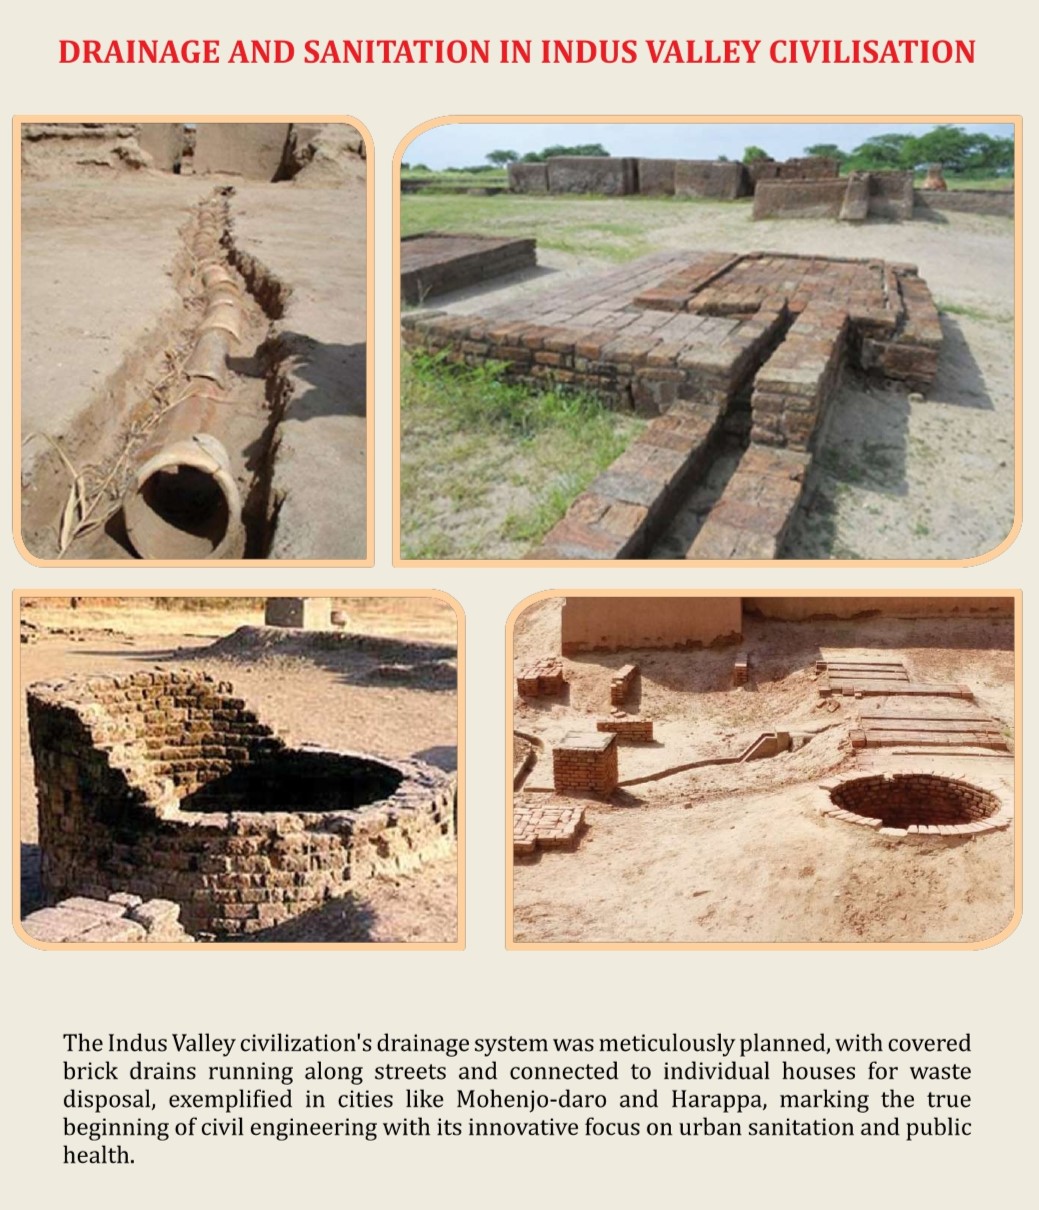 DRAINAGE AND SANITATION IN INDUS VALLEY CIVILISATION
The Indus Valley civilization's drainage system was meticulously planned, with covered
brick drains running along streets and connected to individual houses for waste
disposal, exemplified in cities like Mohenjo-daro and Harappa, marking the true
beginning of civil engineering with its innovative focus on urban sanitation and public
health.